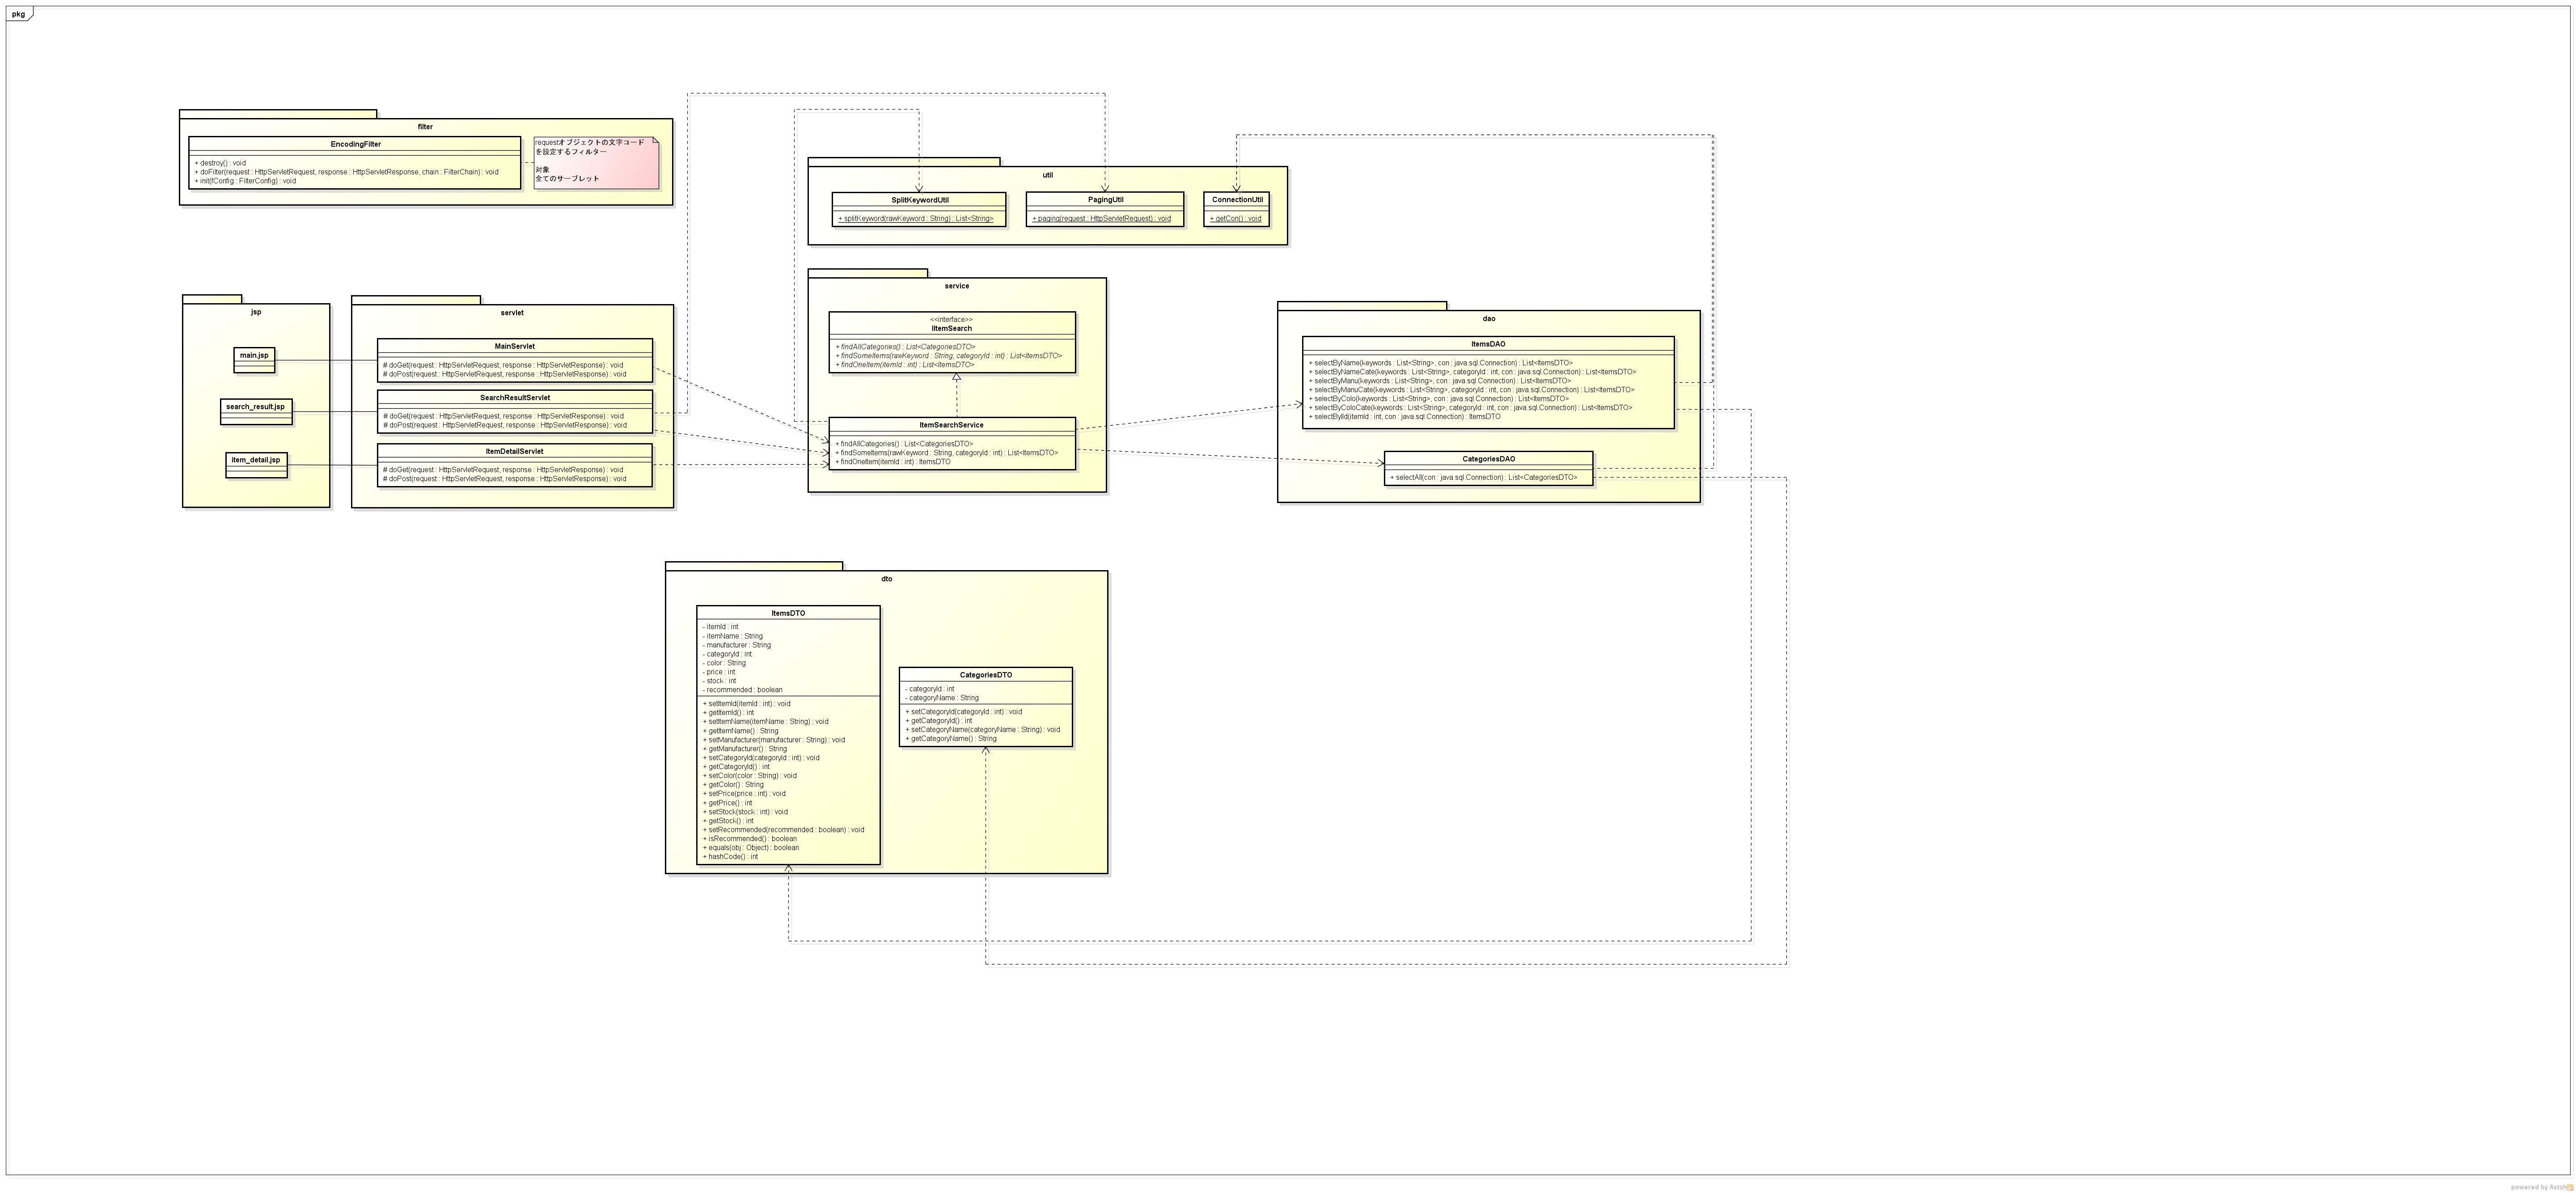 pkg
filter
EncodingFilter
+ destroy() : void
+ doFilter(request : HttpServletRequest, response : HttpServletResponse, chain : FilterChain) : void
+ init(fConfig : FilterConfig) : void
requestオブジェクトの文字コード
を設定するフィルター
対象
全てのサーブレット
util
SplitKeywordUtil
+ splitKeyword(rawKeyword : String) : List<String>
PagingUtil
+ paging(request : HttpServletRequest) : void
ConnectionUtil
+ getCon() : void
jsp
main.jsp
search_result.jsp
item_detail.jsp
servlet
MainServlet
# doGet(request : HttpServletRequest, response : HttpServletResponse) : void
# doPost(request : HttpServletRequest, response : HttpServletResponse) : void
SearchResultServlet
# doGet(request : HttpServletRequest, response : HttpServletResponse) : void
# doPost(request : HttpServletRequest, response : HttpServletResponse) : void
ItemDetailServlet
# doGet(request : HttpServletRequest, response : HttpServletResponse) : void
# doPost(request : HttpServletRequest, response : HttpServletResponse) : void
service
<<interface>>
IItemSearch
+ findAllCategories() : List<CategoriesDTO>
+ findSomeItems(rawKeyword : String, categoryId : int) : List<ItemsDTO>
+ findOneItem(itemId : int) : List<ItemsDTO>
ItemSearchService
+ findAllCategories() : List<CategoriesDTO>
+ findSomeItems(rawKeyword : String, categoryId : int) : List<ItemsDTO>
+ findOneItem(itemId : int) : ItemsDTO
dao
ItemsDAO
+ selectByName(keywords : List<String>, con : java.sql.Connection) : List<ItemsDTO>
+ selectByNameCate(keywords : List<String>, categoryId : int, con : java.sql.Connection) : List<ItemsDTO>
+ selectByManu(keywords : List<String>, con : java.sql.Connection) : List<ItemsDTO>
+ selectByManuCate(keywords : List<String>, categoryId : int, con : java.sql.Connection) : List<ItemsDTO>
+ selectByColo(keywords : List<String>, con : java.sql.Connection) : List<ItemsDTO>
+ selectByColoCate(keywords : List<String>, categoryId : int, con : java.sql.Connection) : List<ItemsDTO>
+ selectById(itemId : int, con : java.sql.Connection) : ItemsDTO
CategoriesDAO
+ selectAll(con : java.sql.Connection) : List<CategoriesDTO>
dto
ItemsDTO
- itemId : int
- itemName : String
- manufacturer : String
- categoryId : int
- color : String
- price : int
- stock : int
- recommended : boolean
+ setItemId(itemId : int) : void
+ getItemId() : int
+ setItemName(itemName : String) : void
+ getItemName() : String
+ setManufacturer(manufacturer : String) : void
+ getManufacturer() : String
+ setCategoryId(categoryId : int) : void
+ getCategoryId() : int
+ setColor(color : String) : void
+ getColor() : String
+ setPrice(price : int) : void
+ getPrice() : int
+ setStock(stock : int) : void
+ getStock() : int
+ setRecommended(recommended : boolean) : void
+ isRecommended() : boolean
+ equals(obj : Object) : boolean
+ hashCode() : int
CategoriesDTO
- categoryId : int
- categoryName : String
+ setCategoryId(categoryId : int) : void
+ getCategoryId() : int
+ setCategoryName(categoryName : String) : void
+ getCategoryName() : String
powered by Astah